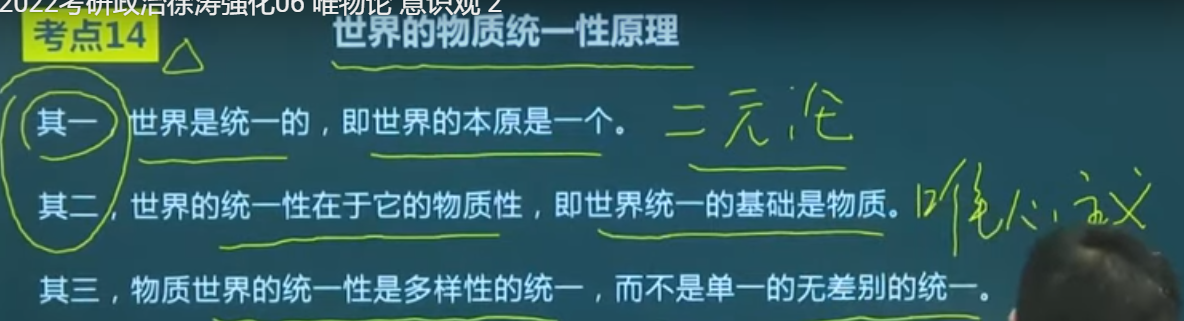 2022考研政治徐涛强化06 唯物论 意识观 2
考点14 世界的物质统一性原理
其一 世界是统一的，即世界的本原是一个。 二元论
其二，世界的统一性在于它的物质性，即世界统一的基础是物质。 唯心主义
其三，物质世界的统一性是多样性的统一，而不是单一的无差别的统一。